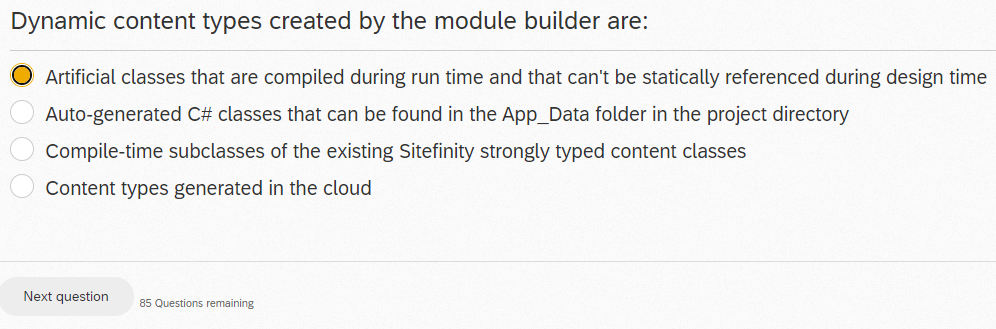 Dynamic content types created by the module builder are:
Artificial classes that are compiled during run time and that can't be statically referenced during design time
Auto-generated C# classes that can be found in the App_Data folder in the project directory
Compile-time subclasses of the existing Sitefinity strongly typed content classes
Content types generated in the cloud
Next question
85 Questions remaining